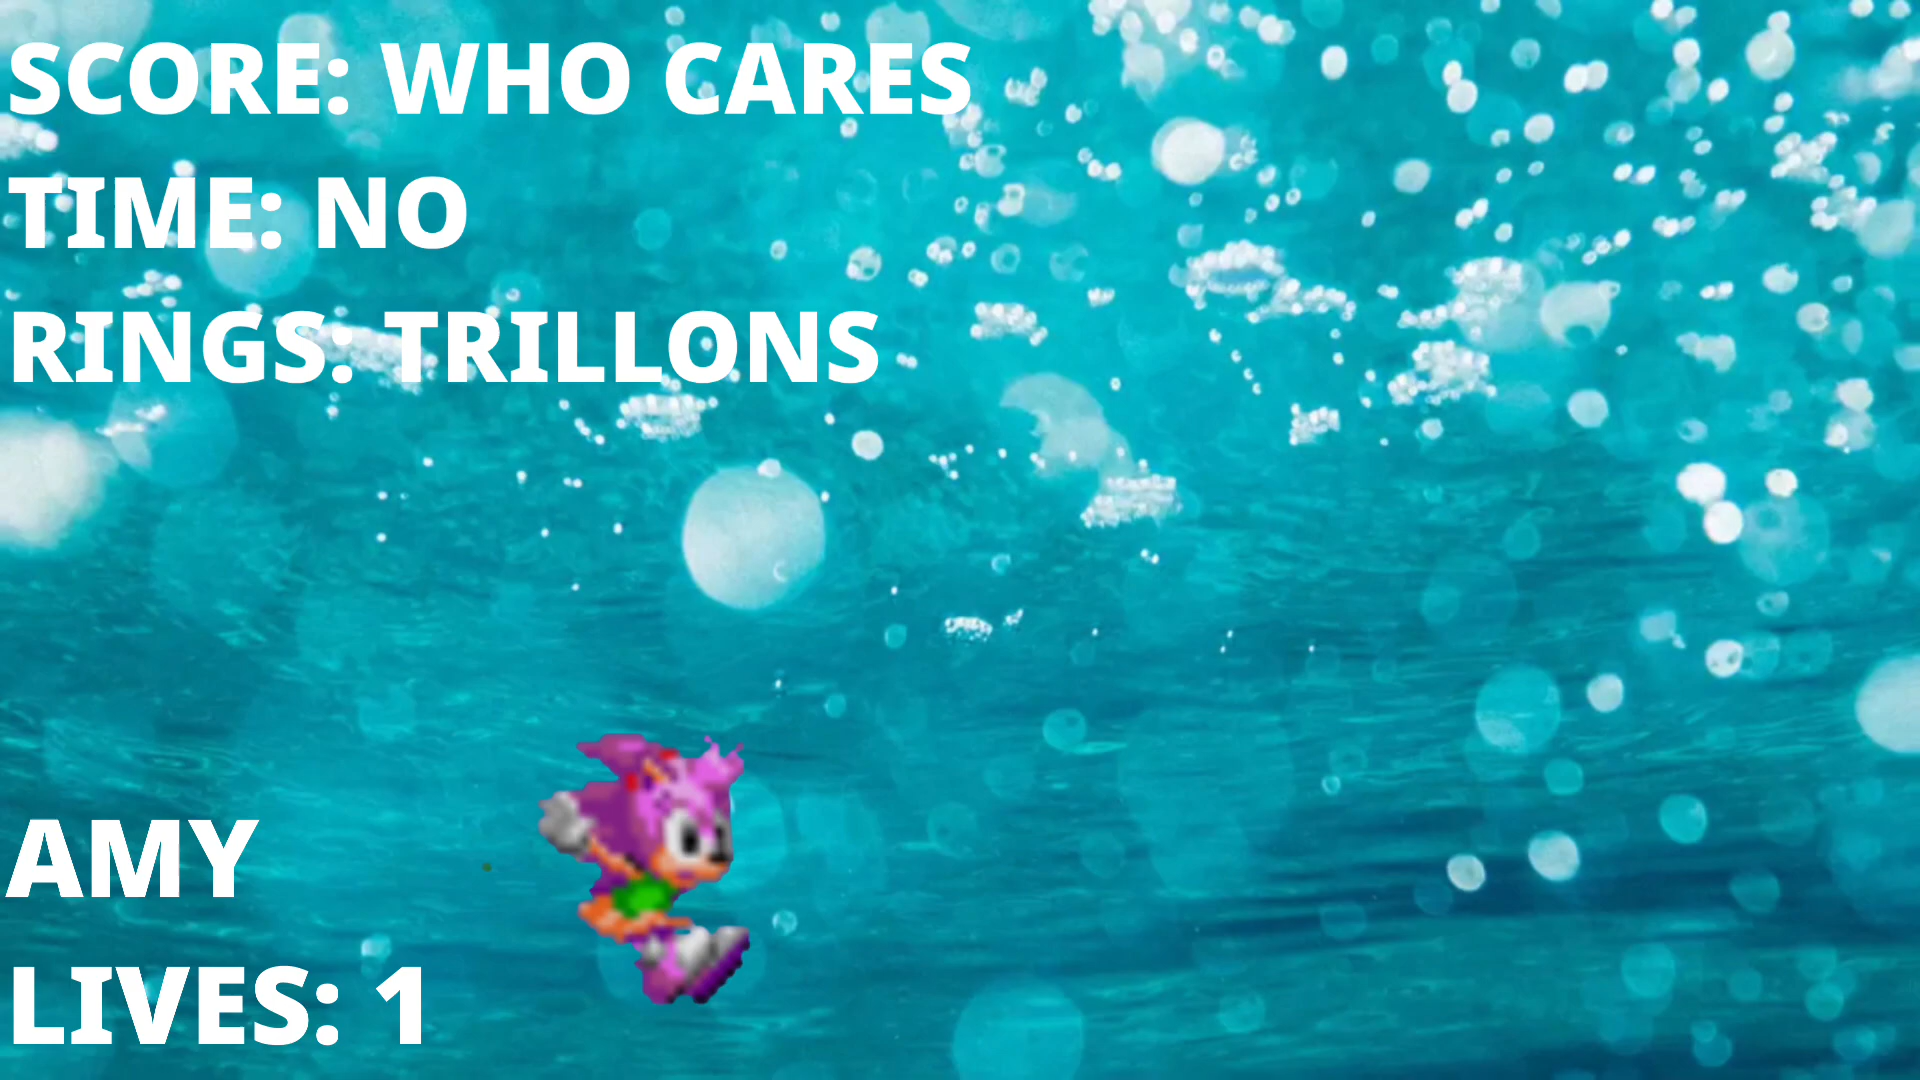 SCORE: WHO CARES
TIME: NO
RINGS: TRILLONS
AMY
LIVES: 1